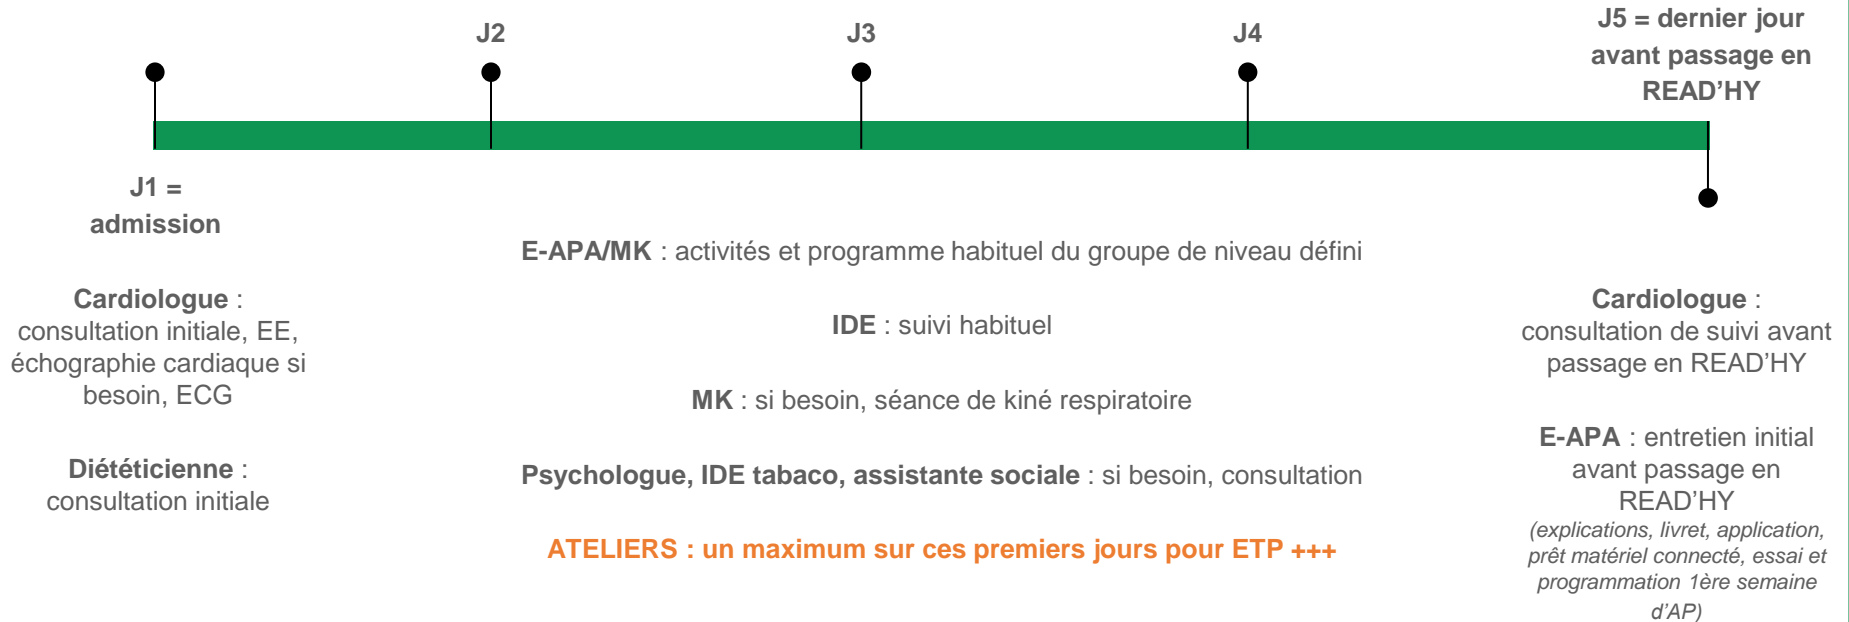 J2
J3
J4
J5 = dernier jour
avant passage en
READ’HY
J1 =
admission
Cardiologue :
consultation initiale, EE,
échographie cardiaque si
besoin, ECG
Diététicienne :
consultation initiale
E-APA/MK : activités et programme habituel du groupe de niveau défini
IDE : suivi habituel
MK : si besoin, séance de kiné respiratoire
Psychologue, IDE tabaco, assistante sociale : si besoin, consultation
ATELIERS : un maximum sur ces premiers jours pour ETP +++
Cardiologue :
consultation de suivi avant
passage en READ’HY
E-APA : entretien initial
avant passage en
READ’HY
(explications, livret, application,
prêt matériel connecté, essai et
programmation 1ère semaine
d’AP)